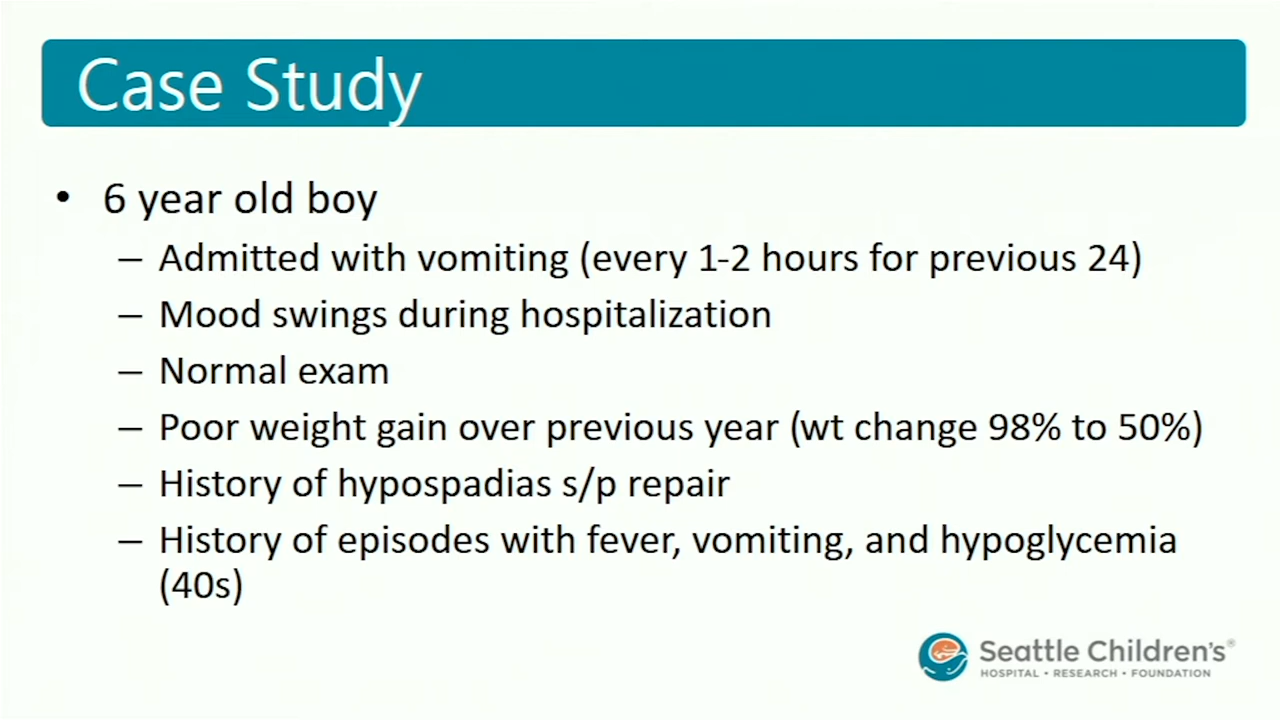 Case Study
• 6 year old boy
– Admitted with vomiting (every 1-2 hours for previous 24)
– Mood swings during hospitalization
– Normal exam
– Poor weight gain over previous year (wt change 98% to 50%)
– History of hypospadias s/p repair
– History of episodes with fever, vomiting, and hypoglycemia
(40s)
Seattle Children's®
HOSPITAL • RESEARCH • FOUNDATION